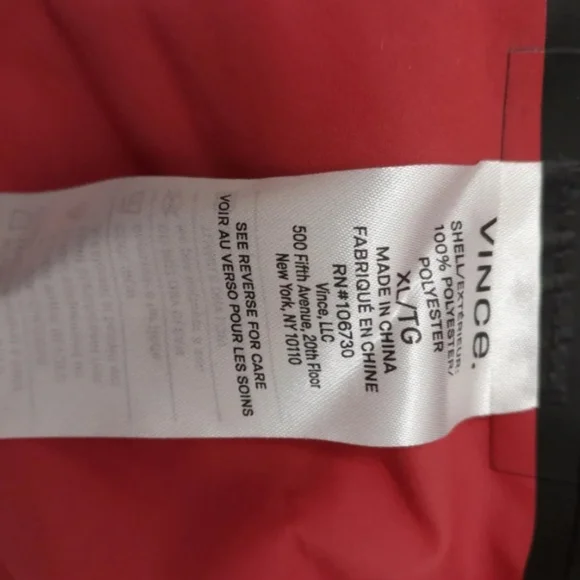 VINCE.
SHELL/EXTÉRIEUR:
100% POLYESTER/
POLYESTER
XL/TG
MADE IN CHINA
FABRIQUÉ EN CHINE
RN#106730
Vince, LLC
500 Fifth Avenue, 20th Floor
New York, NY 10110
SEE REVERSE FOR CARE
VOIR AU VERSO POUR LES SOINS